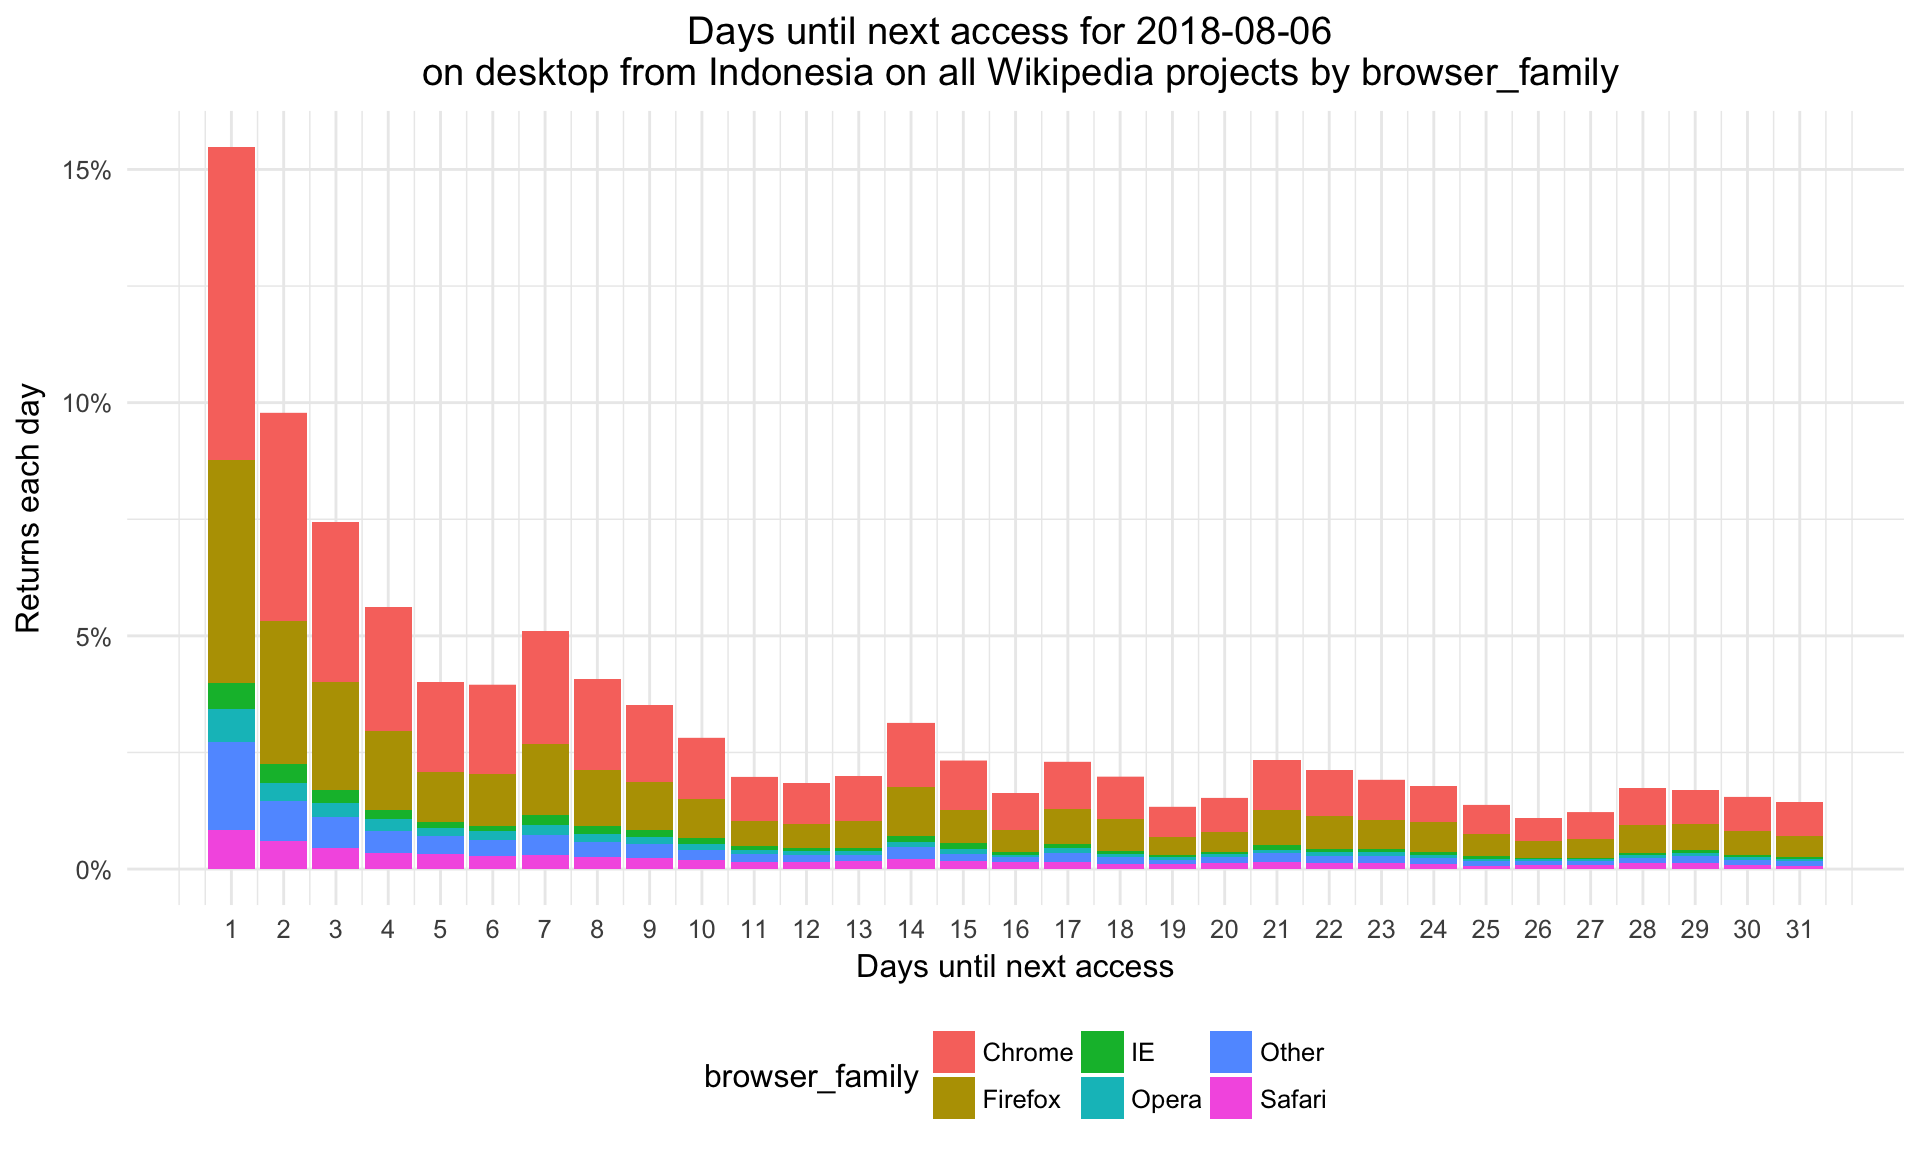 Days until next access for 2018-08-06
on desktop from Indonesia on all Wikipedia projects by browser_family
15%
10%
5%
0%
Returns each day
1 2 3 4 5 6 7 8 9 10 11 12 13 14 15 16 17 18 19 20 21 22 23 24 25 26 27 28 29 30 31
Days until next access
browser_family
Chrome IE Other
Firefox Opera Safari